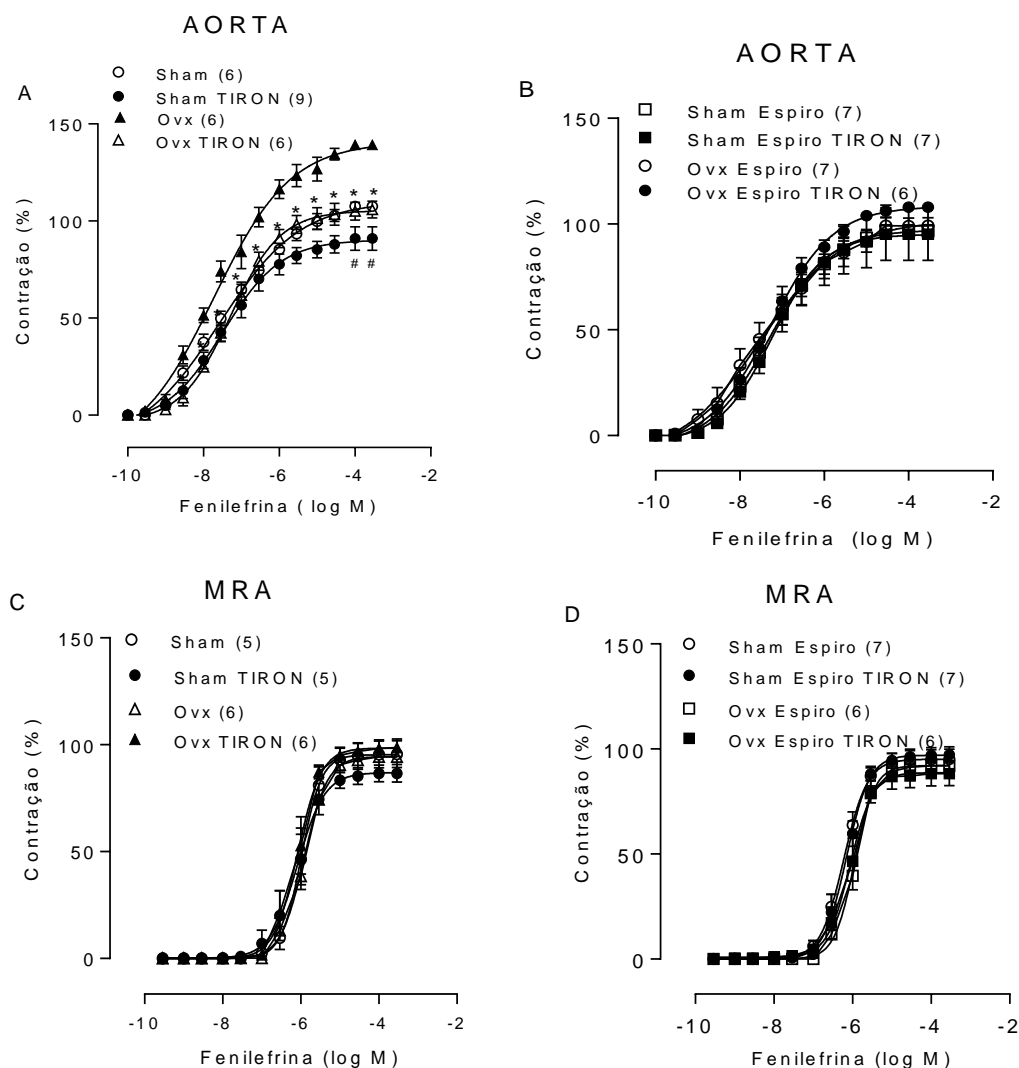 AORTA
A
Sham (6)
Sham TIRON (9)
Ovx (6)
Ovx TIRON (6)
150
100
50
0
Contração (%)
* * * * * * * * *
# #
-10 -8 -6 -4 -2
Fenilefrina ( log M)
AORTA
B
Sham Espiro (7)
Sham Espiro TIRON (7)
Ovx Espiro (7)
Ovx Espiro TIRON (6)
150
100
50
0
Contração (%)
-10 -8 -6 -4 -2
Fenilefrina (log M)
MRA
C
Sham (5)
Sham TIRON (5)
Ovx (6)
Ovx TIRON (6)
150
100
50
0
Contração (%)
-10 -8 -6 -4 -2
Fenilefrina (log M)
MRA
D
Sham Espiro (7)
Sham Espiro TIRON (7)
Ovx Espiro (6)
Ovx Espiro TIRON (6)
150
100
50
0
Contração (%)
-10 -8 -6 -4 -2
Fenilefrina (log M)